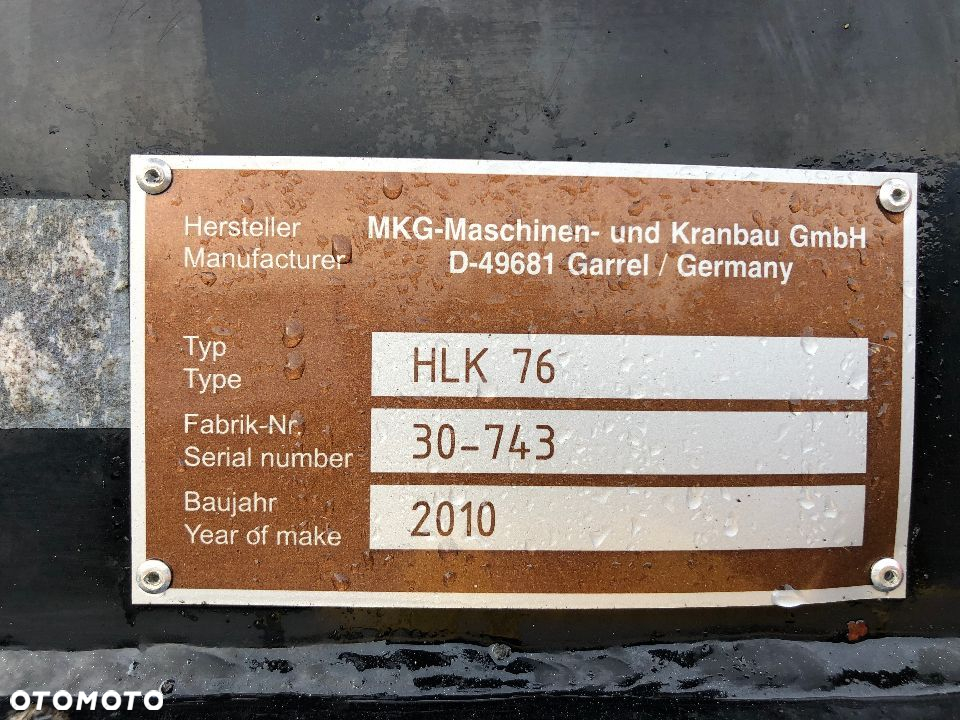 Hersteller
Manufacturer
MKG-Maschinen- und Kranbau GmbH
D-49681 Garrel / Germany
Typ
Type
HLK 76
Fabrik-Nr.
Serial number
30-743
Baujahr
Year of make
2010
OTOMOTO